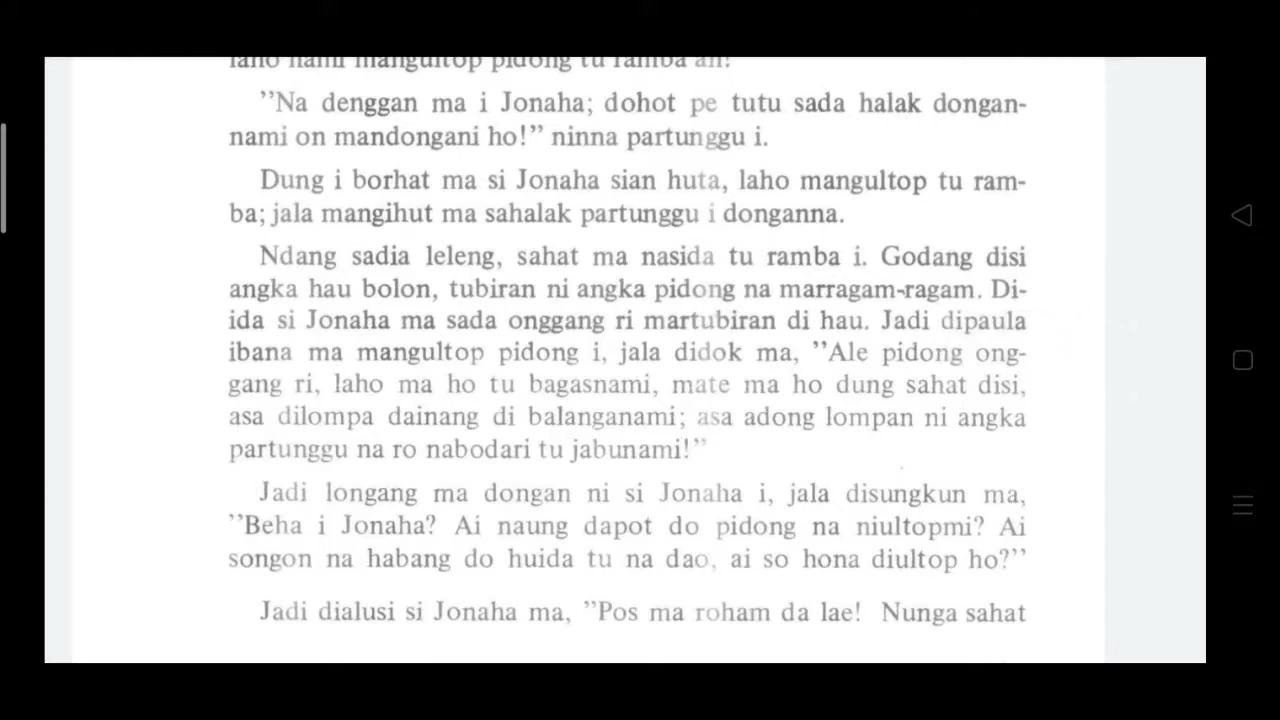 laho nami mangultop pidong tu ramba an!
’’Na denggan ma i Jonaha; dohot pe tutu sada halak dongan-
nami on mandongani ho!’’ ninna partunggu i.
Dung i borhat ma si Jonaha sian huta, laho mangultop tu ram-
ba; jala mangihut ma sahalak partunggu i donganna.
Ndang sadia leleng, sahat ma nasida tu ramba i. Godang disi
angka hau bolon, tubiran ni angka pidong na marragam-ragam. Di-
ida si Jonaha ma sada onggang ri martubiran di hau. Jadi dipaula
ibana ma mangultop pidong i, jala didok ma, ’’Ale pidong ong-
gang ri, laho ma ho tu bagasnami, mate ma ho dung sahat disi,
asa dilompa dainang di balanganami; asa adong lompan ni angka
partunggu na ro nabodari tu jabunami!’’
Jadi longang ma dongan ni si Jonaha i, jala disungkun ma,
’’Beha i Jonaha? Ai naung dapot do pidong na niultopmi? Ai
songon na habang do huida tu na dao, ai so hona diultop ho?’’
Jadi dialusi si Jonaha ma, ’’Pos ma roham da lae! Nunga sahat